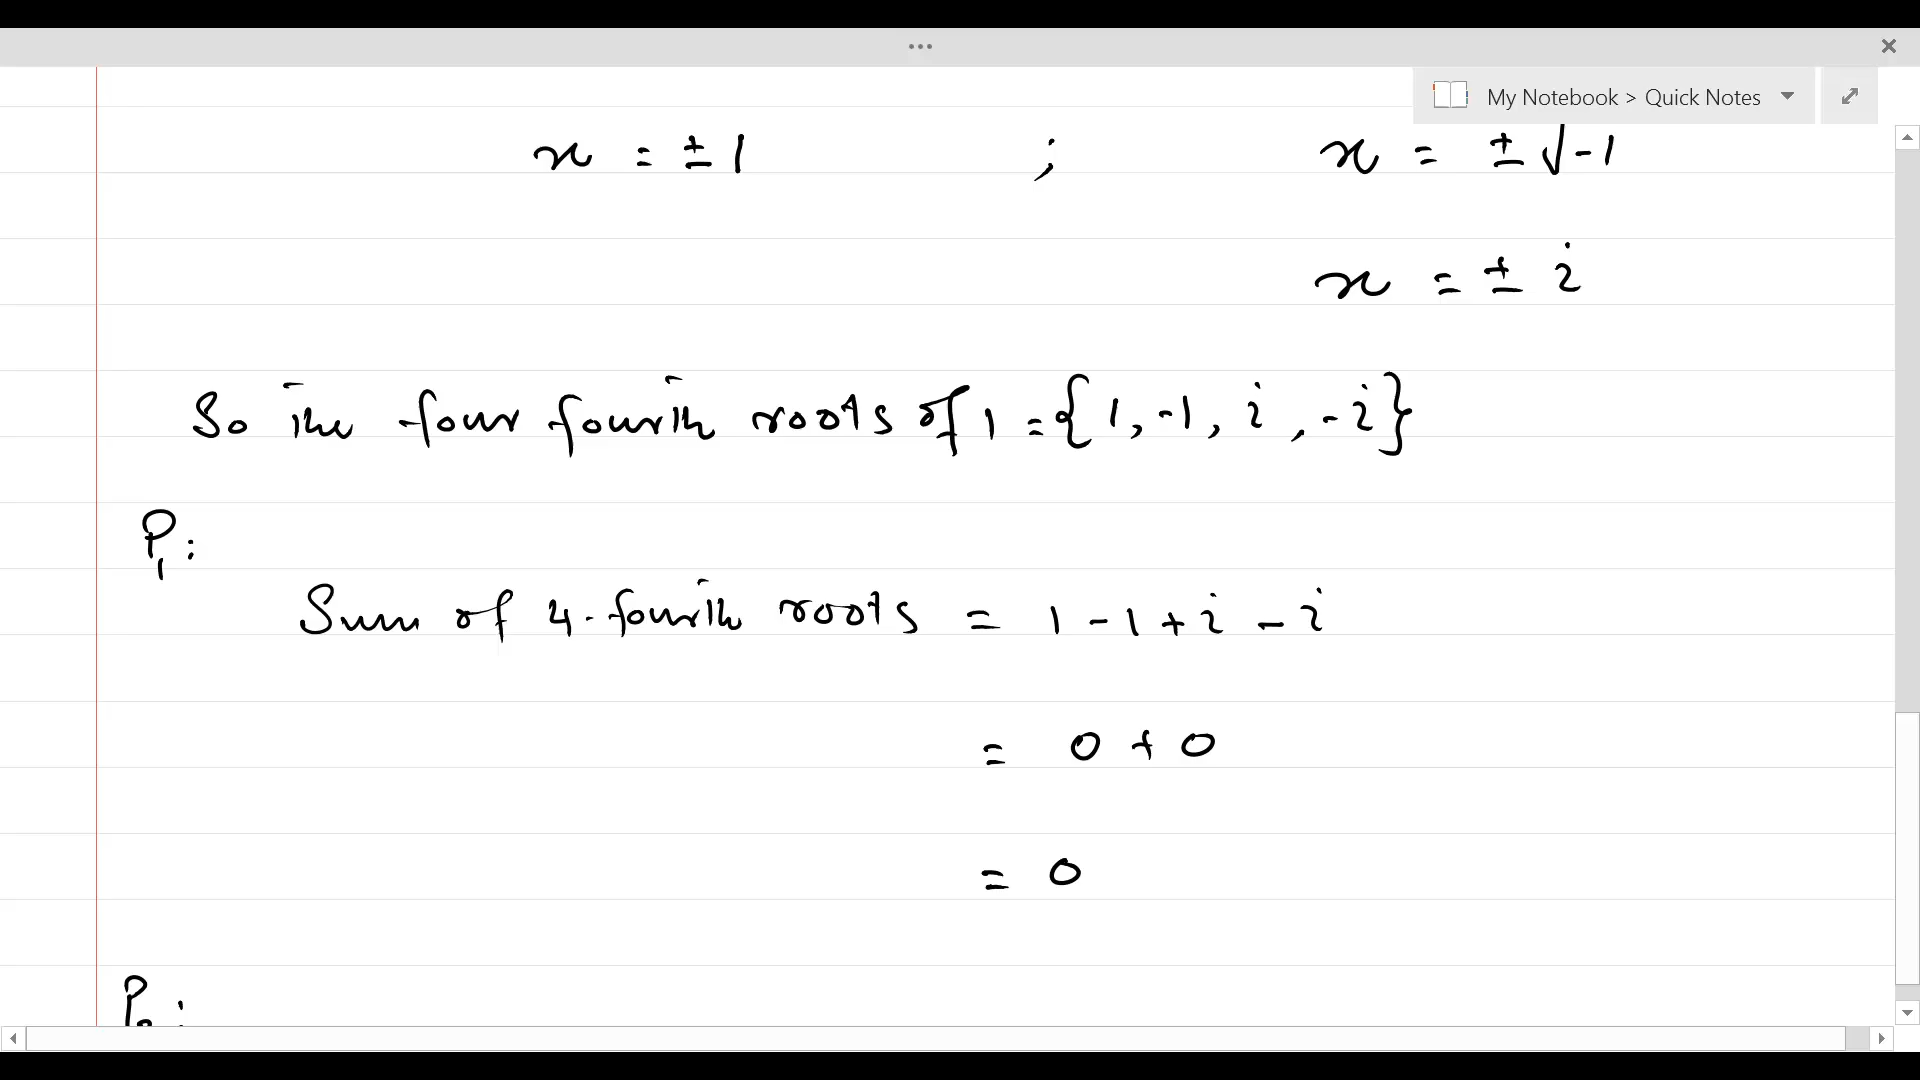 ...
My Notebook > Quick Notes
x = ± 1 ; x = ± √-1
x = ± i
So the four fourth roots of 1 = {1, -1, i, -i}
P₁:
Sum of 4-fourth roots = 1 - 1 + i - i
= 0 + 0
= 0
P₂: